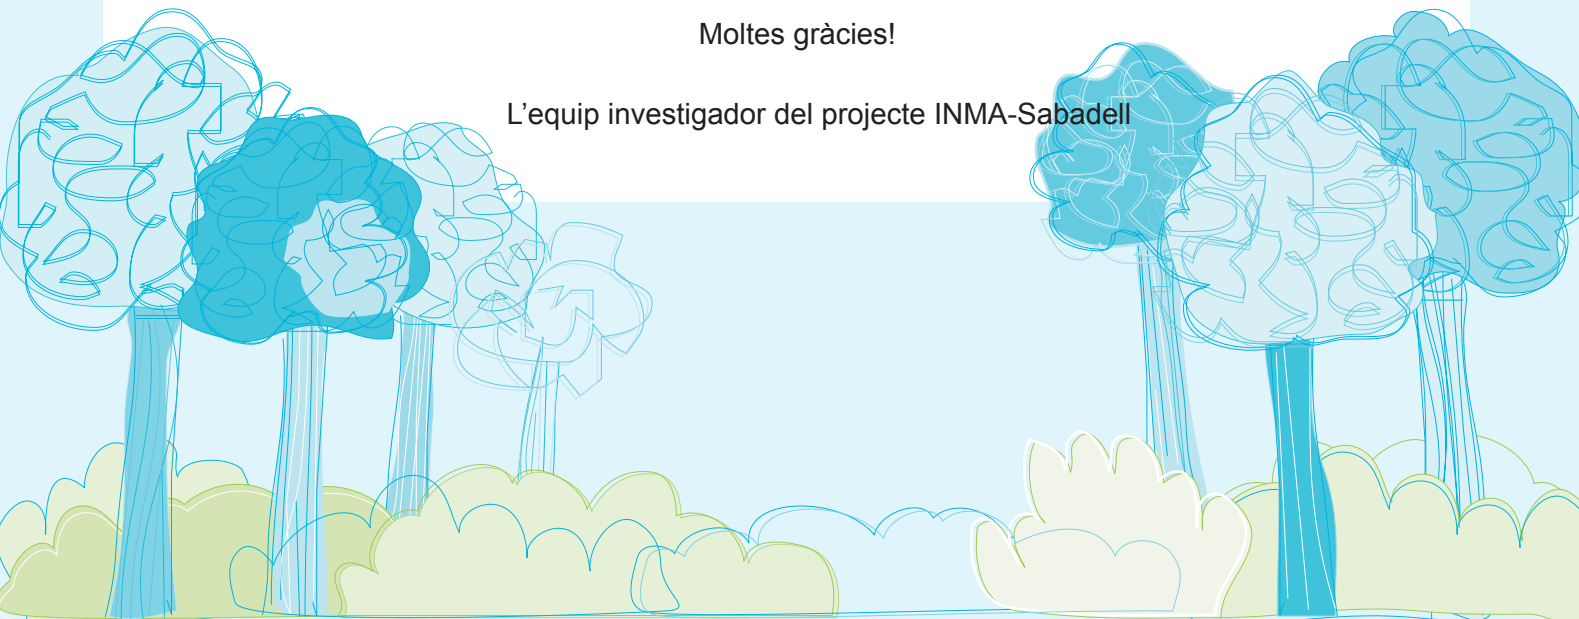 Moltes gràcies!
L’equip investigador del projecte INMA-Sabadell